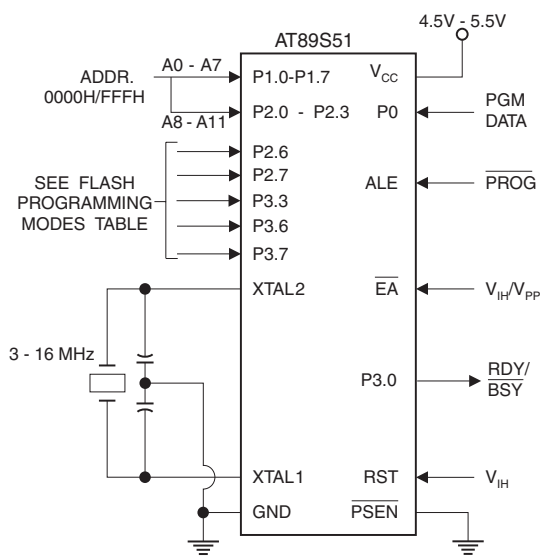 4.5V - 5.5V
AT89S51
A0 - A7
ADDR.
0000H/FFFH
P1.0-P1.7
VCC
A8 - A11
P2.0 - P2.3
P0
PGM
DATA
P2.6
P2.7
SEE FLASH
PROGRAMMING
MODES TABLE
P3.3
P3.6
P3.7
ALE
PROG
XTAL2
EA
VIH/VPP
3 - 16 MHz
P3.0
RDY/
BSY
XTAL1
RST
VIH
GND
PSEN